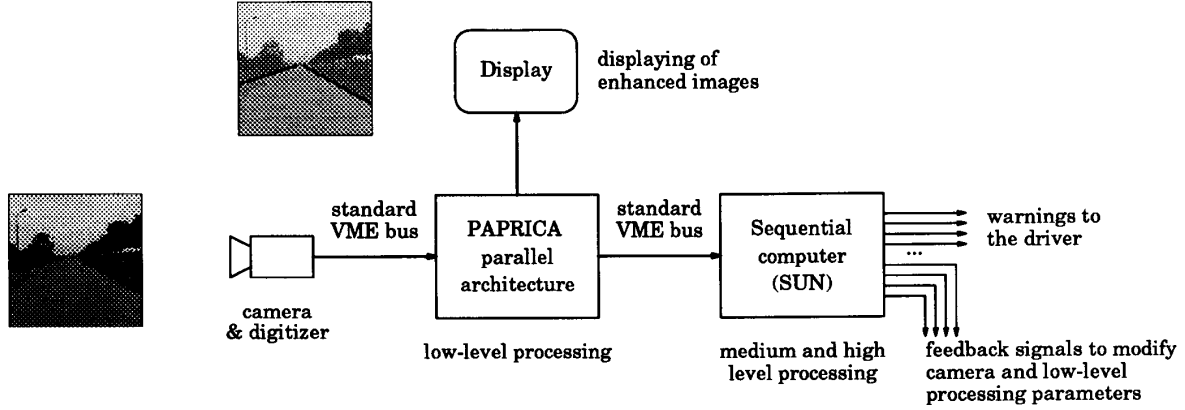 Display
displaying of
enhanced images
standard
VME bus
PAPRICA
parallel
architecture
standard
VME bus
Sequential
computer
(SUN)
warnings to
the driver
...
camera
& digitizer
low-level processing
medium and high
level processing
feedback signals to modify
camera and low-level
processing parameters